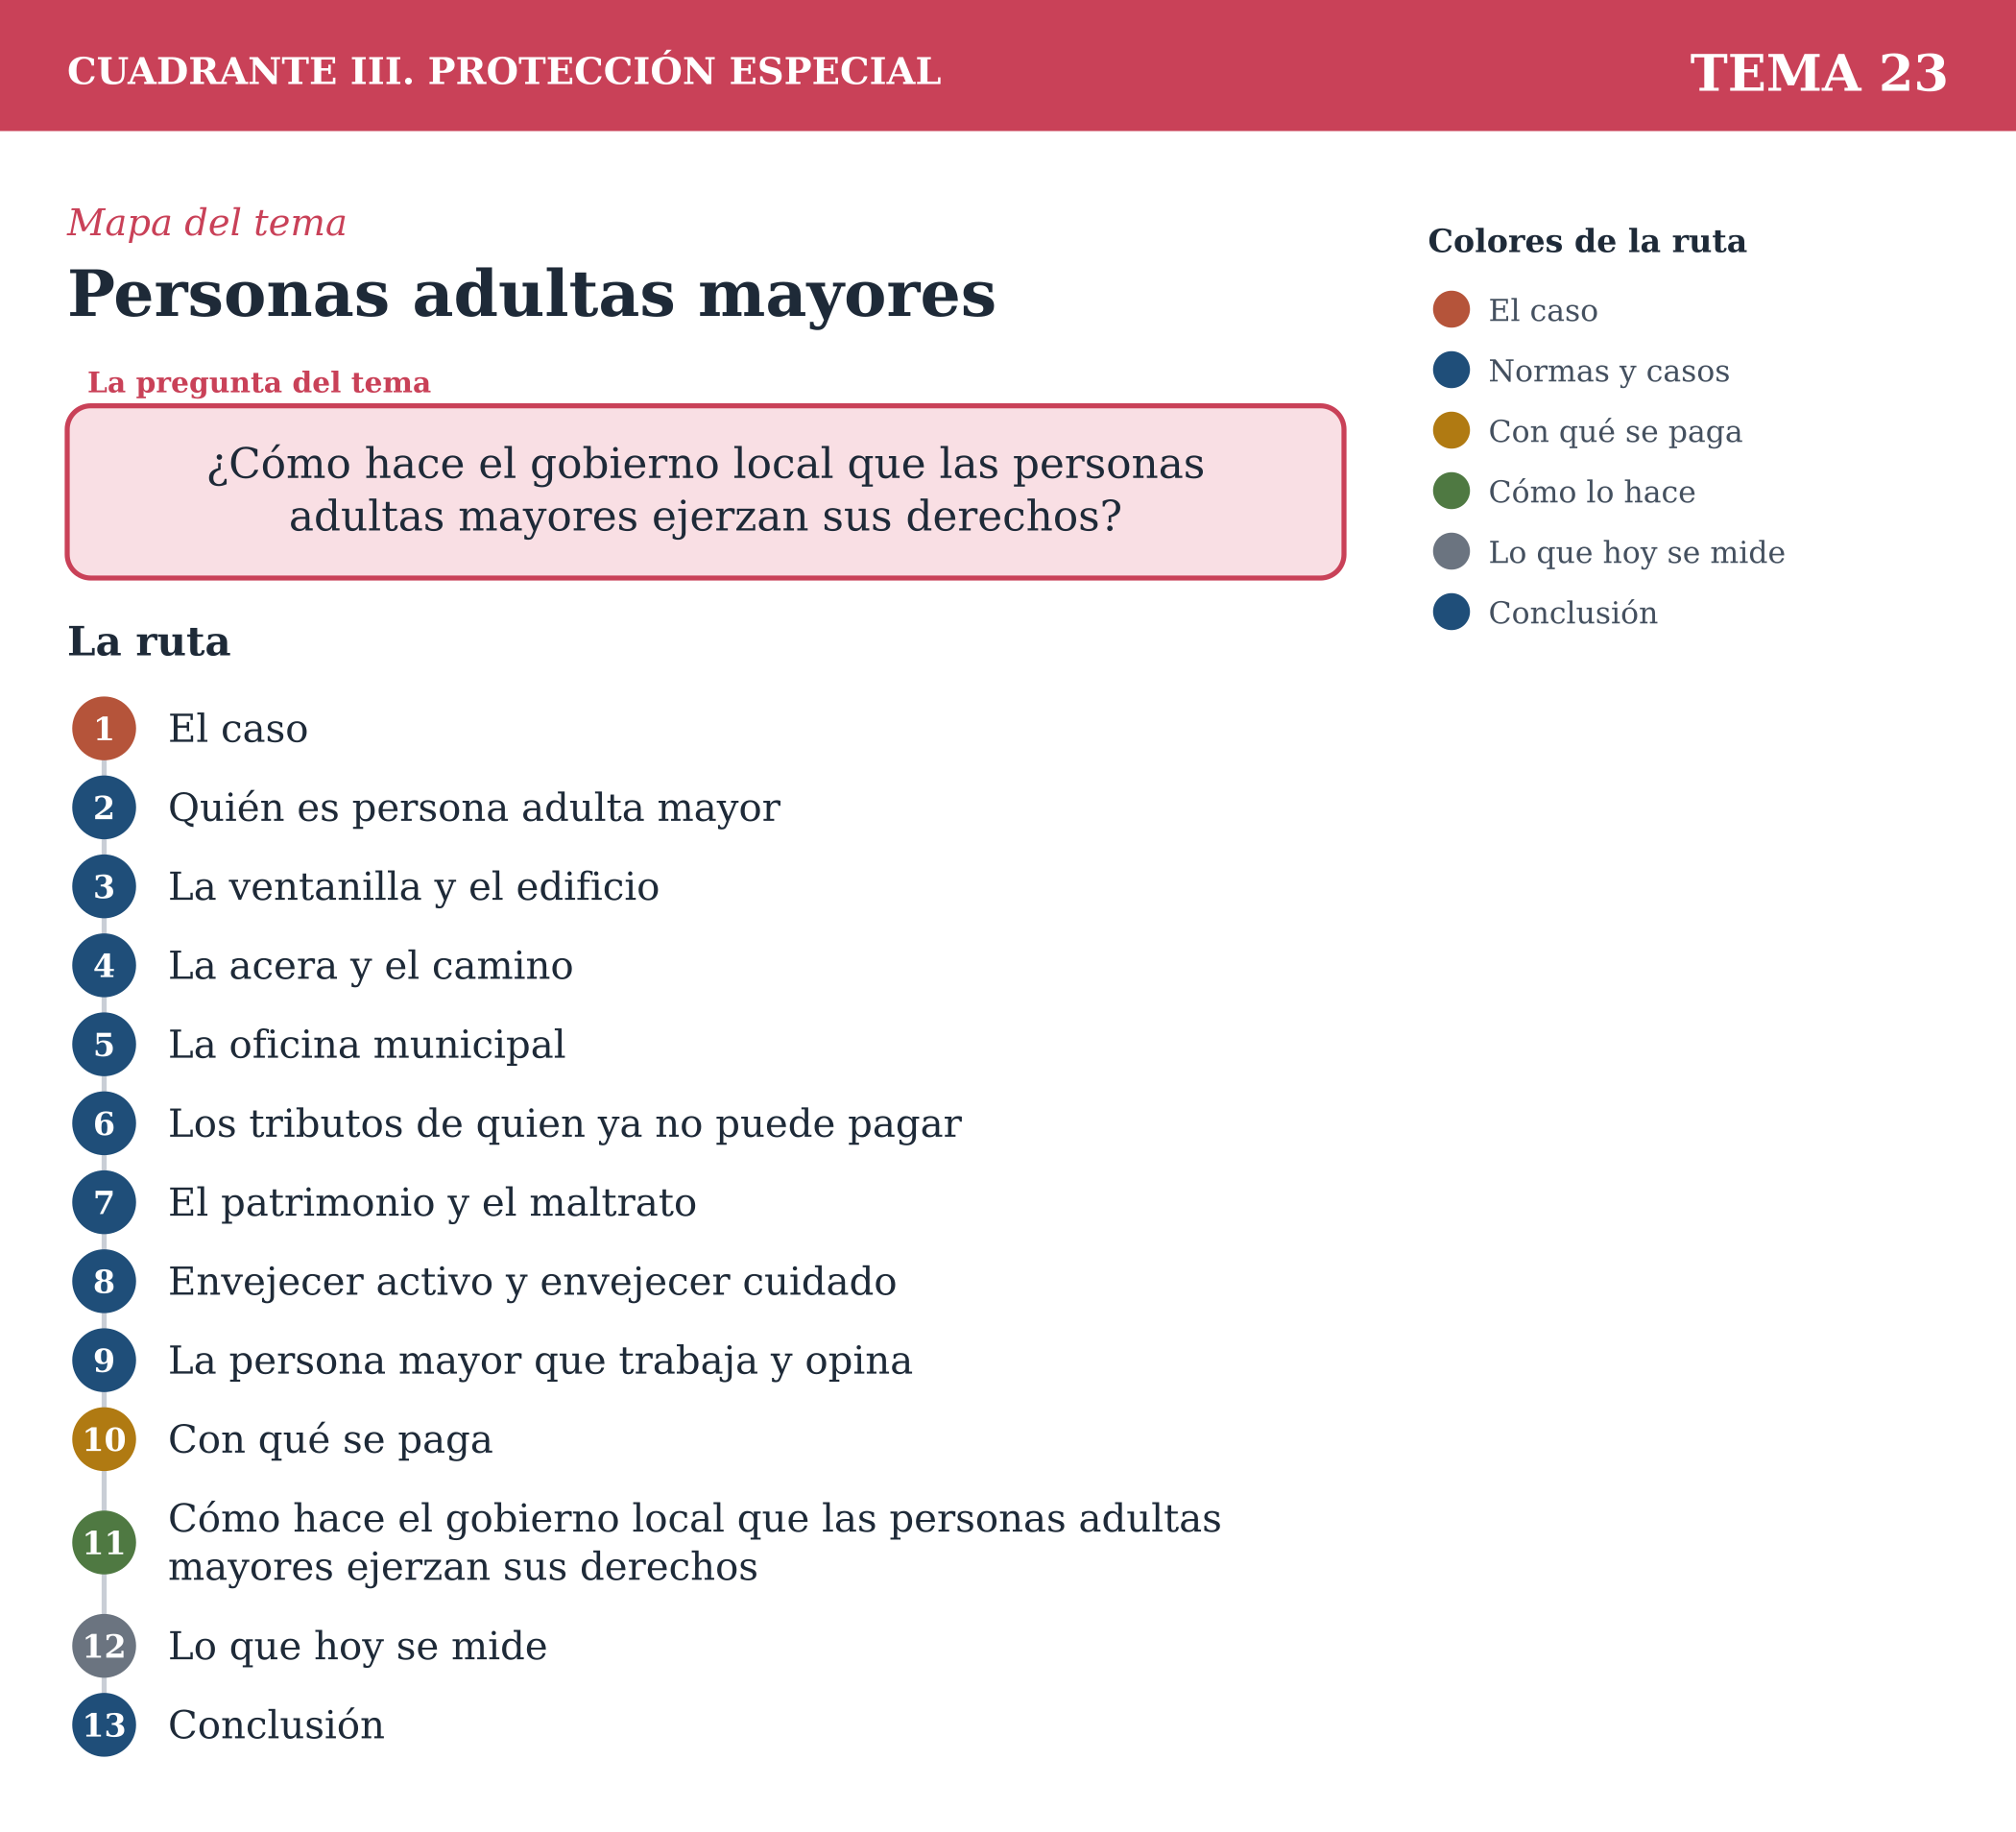 CUADRANTE III. PROTECCIÓN ESPECIAL
TEMA 23
Mapa del tema
Personas adultas mayores
La pregunta del tema
¿Cómo hace el gobierno local que las personas
adultas mayores ejerzan sus derechos?
Colores de la ruta
El caso
Normas y casos
Con qué se paga
Cómo lo hace
Lo que hoy se mide
Conclusión
La ruta
1 El caso
2 Quién es persona adulta mayor
3 La ventanilla y el edificio
4 La acera y el camino
5 La oficina municipal
6 Los tributos de quien ya no puede pagar
7 El patrimonio y el maltrato
8 Envejecer activo y envejecer cuidado
9 La persona mayor que trabaja y opina
10 Con qué se paga
11 Cómo hace el gobierno local que las personas adultas
mayores ejerzan sus derechos
12 Lo que hoy se mide
13 Conclusión